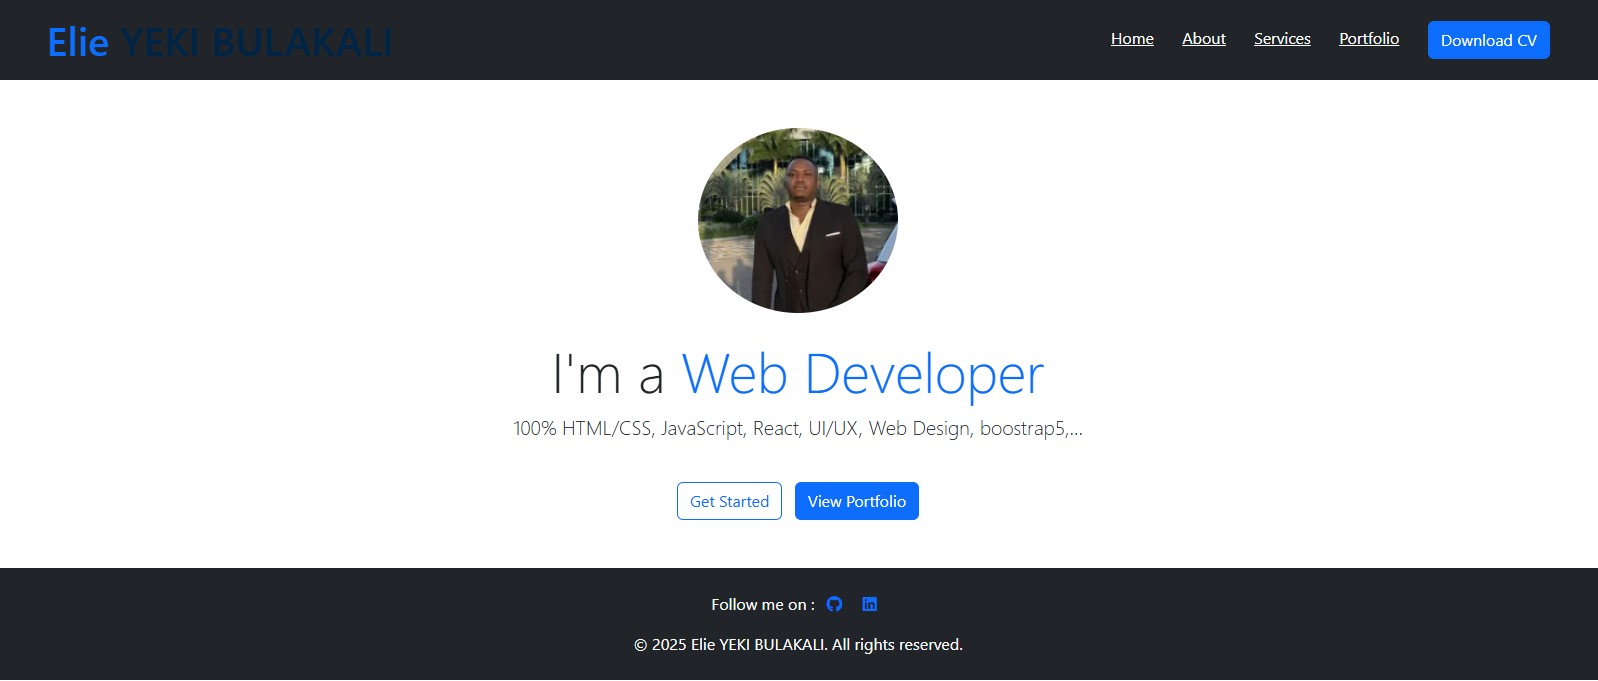 Elie YEKI BULAKALI
Home About Services Portfolio Download CV
I'm a Web Developer
100% HTML/CSS, JavaScript, React, UI/UX, Web Design, boostrap5,...
Get Started View Portfolio
Follow me on :
© 2025 Elie YEKI BULAKALI. All rights reserved.